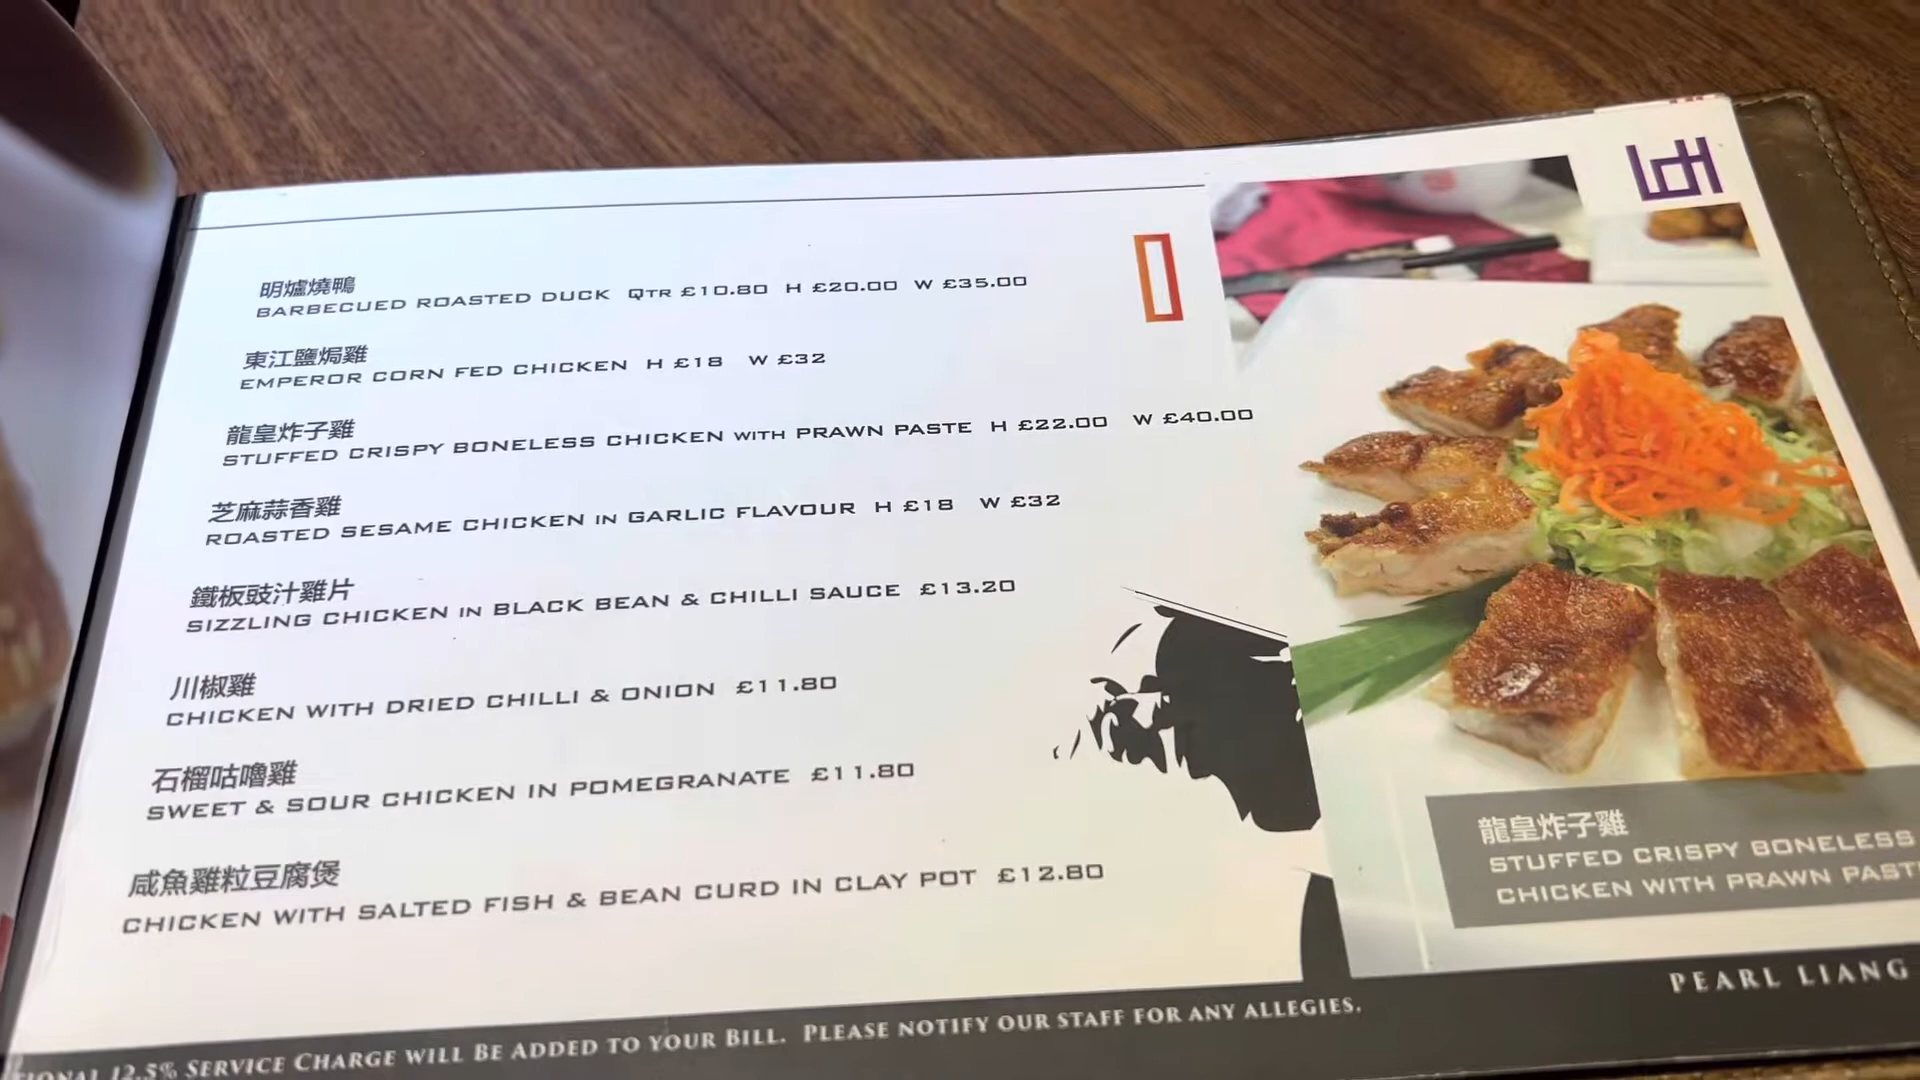 明爐燒鴨
BARBECUED ROASTED DUCK QTR £10.80 H £20.00 W £35.00
東江鹽焗雞
EMPEROR CORN FED CHICKEN H £18 W £32
龍皇炸子雞
STUFFED CRISPY BONELESS CHICKEN WITH PRAWN PASTE H £22.00 W £40.00
芝麻蒜香雞
ROASTED SESAME CHICKEN IN GARLIC FLAVOUR H £18 W £32
鐵板豉汁雞片
SIZZLING CHICKEN IN BLACK BEAN & CHILLI SAUCE £13.20
川椒雞
CHICKEN WITH DRIED CHILLI & ONION £11.80
石榴咕嚕雞
SWEET & SOUR CHICKEN IN POMEGRANATE £11.80
咸魚雞粒豆腐煲
CHICKEN WITH SALTED FISH & BEAN CURD IN CLAY POT £12.80
龍皇炸子雞
STUFFED CRISPY BONELESS
CHICKEN WITH PRAWN PAST
PEARL LIANG
12.5% SERVICE CHARGE WILL BE ADDED TO YOUR BILL. PLEASE NOTIFY OUR STAFF FOR ANY ALLEGIES.